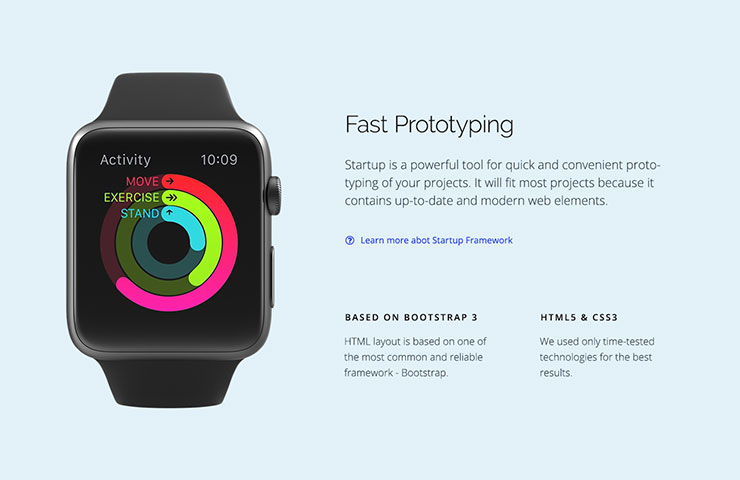 Activity 10:09
MOVE
EXERCISE
STAND
Fast Prototyping
Startup is a powerful tool for quick and convenient proto-
typing of your projects. It will fit most projects because it
contains up-to-date and modern web elements.
Learn more abot Startup Framework
BASED ON BOOTSTRAP 3
HTML layout is based on one of
the most common and reliable
framework - Bootstrap.
HTML5 & CSS3
We used only time-tested
technologies for the best
results.